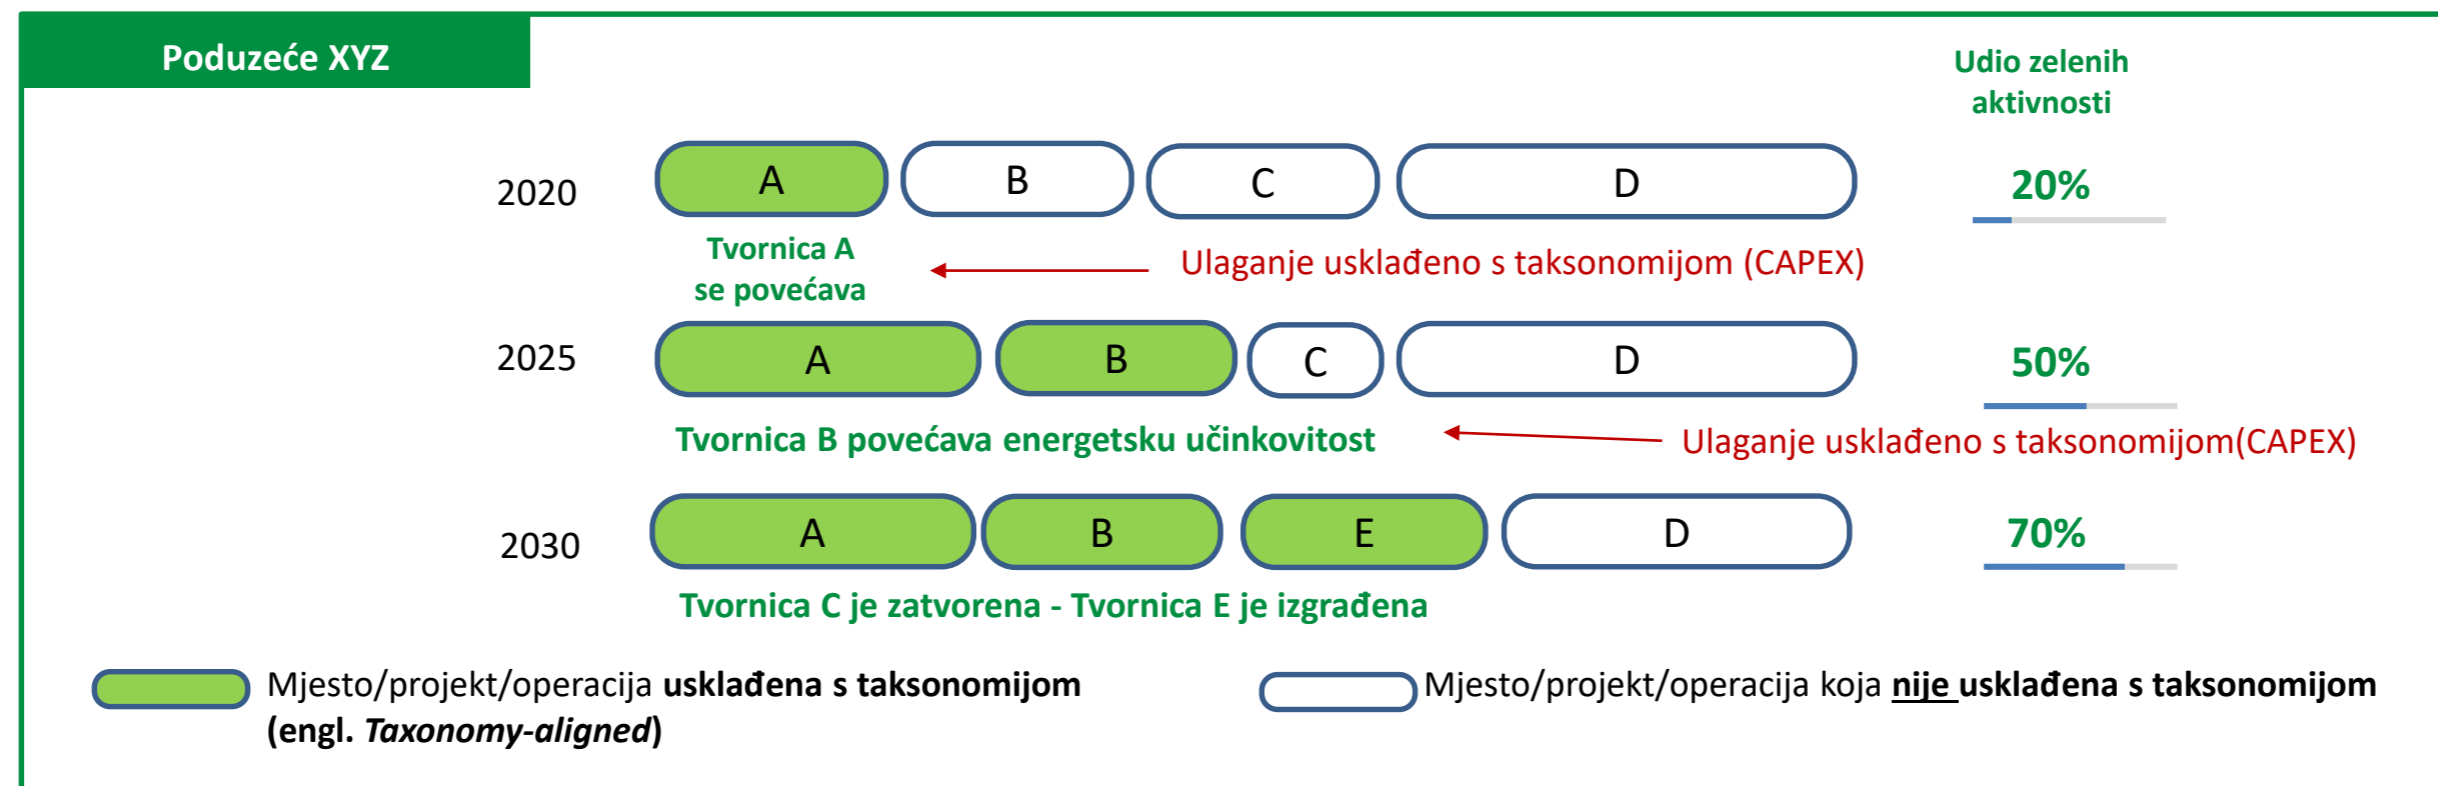 Poduzeće XYZ
Udio zelenih
aktivnosti
2020
A
B
C
D
20%
Tvornica A
se povećava
Ulaganje usklađeno s taksonomijom (CAPEX)
2025
A
B
C
D
50%
Tvornica B povećava energetsku učinkovitost
Ulaganje usklađeno s taksonomijom(CAPEX)
2030
A
B
E
D
70%
Tvornica C je zatvorena - Tvornica E je izgrađena
Mjesto/projekt/operacija usklađena s taksonomijom
(engl. Taxonomy-aligned)
Mjesto/projekt/operacija koja nije usklađena s taksonomijom